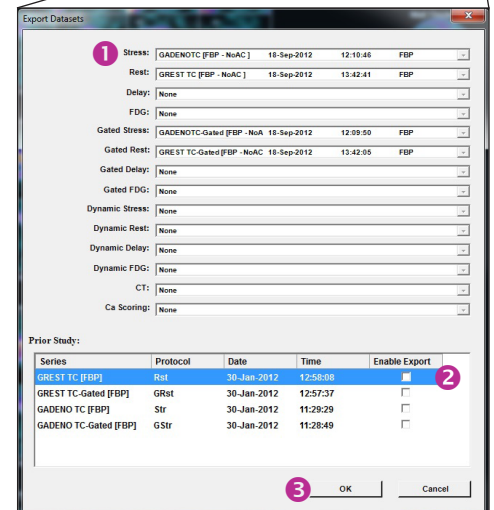 Export Datasets
1
Stress: GADENOTC [FBP - NoAC ] 18-Sep-2012 12:10:46 FBP
Rest: GREST TC [FBP - NoAC ] 18-Sep-2012 13:42:41 FBP
Delay: None
FDG: None
Gated Stress: GADENOTC-Gated [FBP - NoA 18-Sep-2012 12:09:50 FBP
Gated Rest: GREST TC-Gated [FBP - NoAC 18-Sep-2012 13:42:05 FBP
Gated Delay: None
Gated FDG: None
Dynamic Stress: None
Dynamic Rest: None
Dynamic Delay: None
Dynamic FDG: None
CT: None
Ca Scoring: None
Prior Study:
Series Protocol Date Time Enable Export
GREST TC [FBP] Rst 30-Jan-2012 12:58:08 2
GREST TC-Gated [FBP] GRst 30-Jan-2012 12:57:37
GADENO TC [FBP] Str 30-Jan-2012 11:29:29
GADENO TC-Gated [FBP] GStr 30-Jan-2012 11:28:49
3 OK Cancel